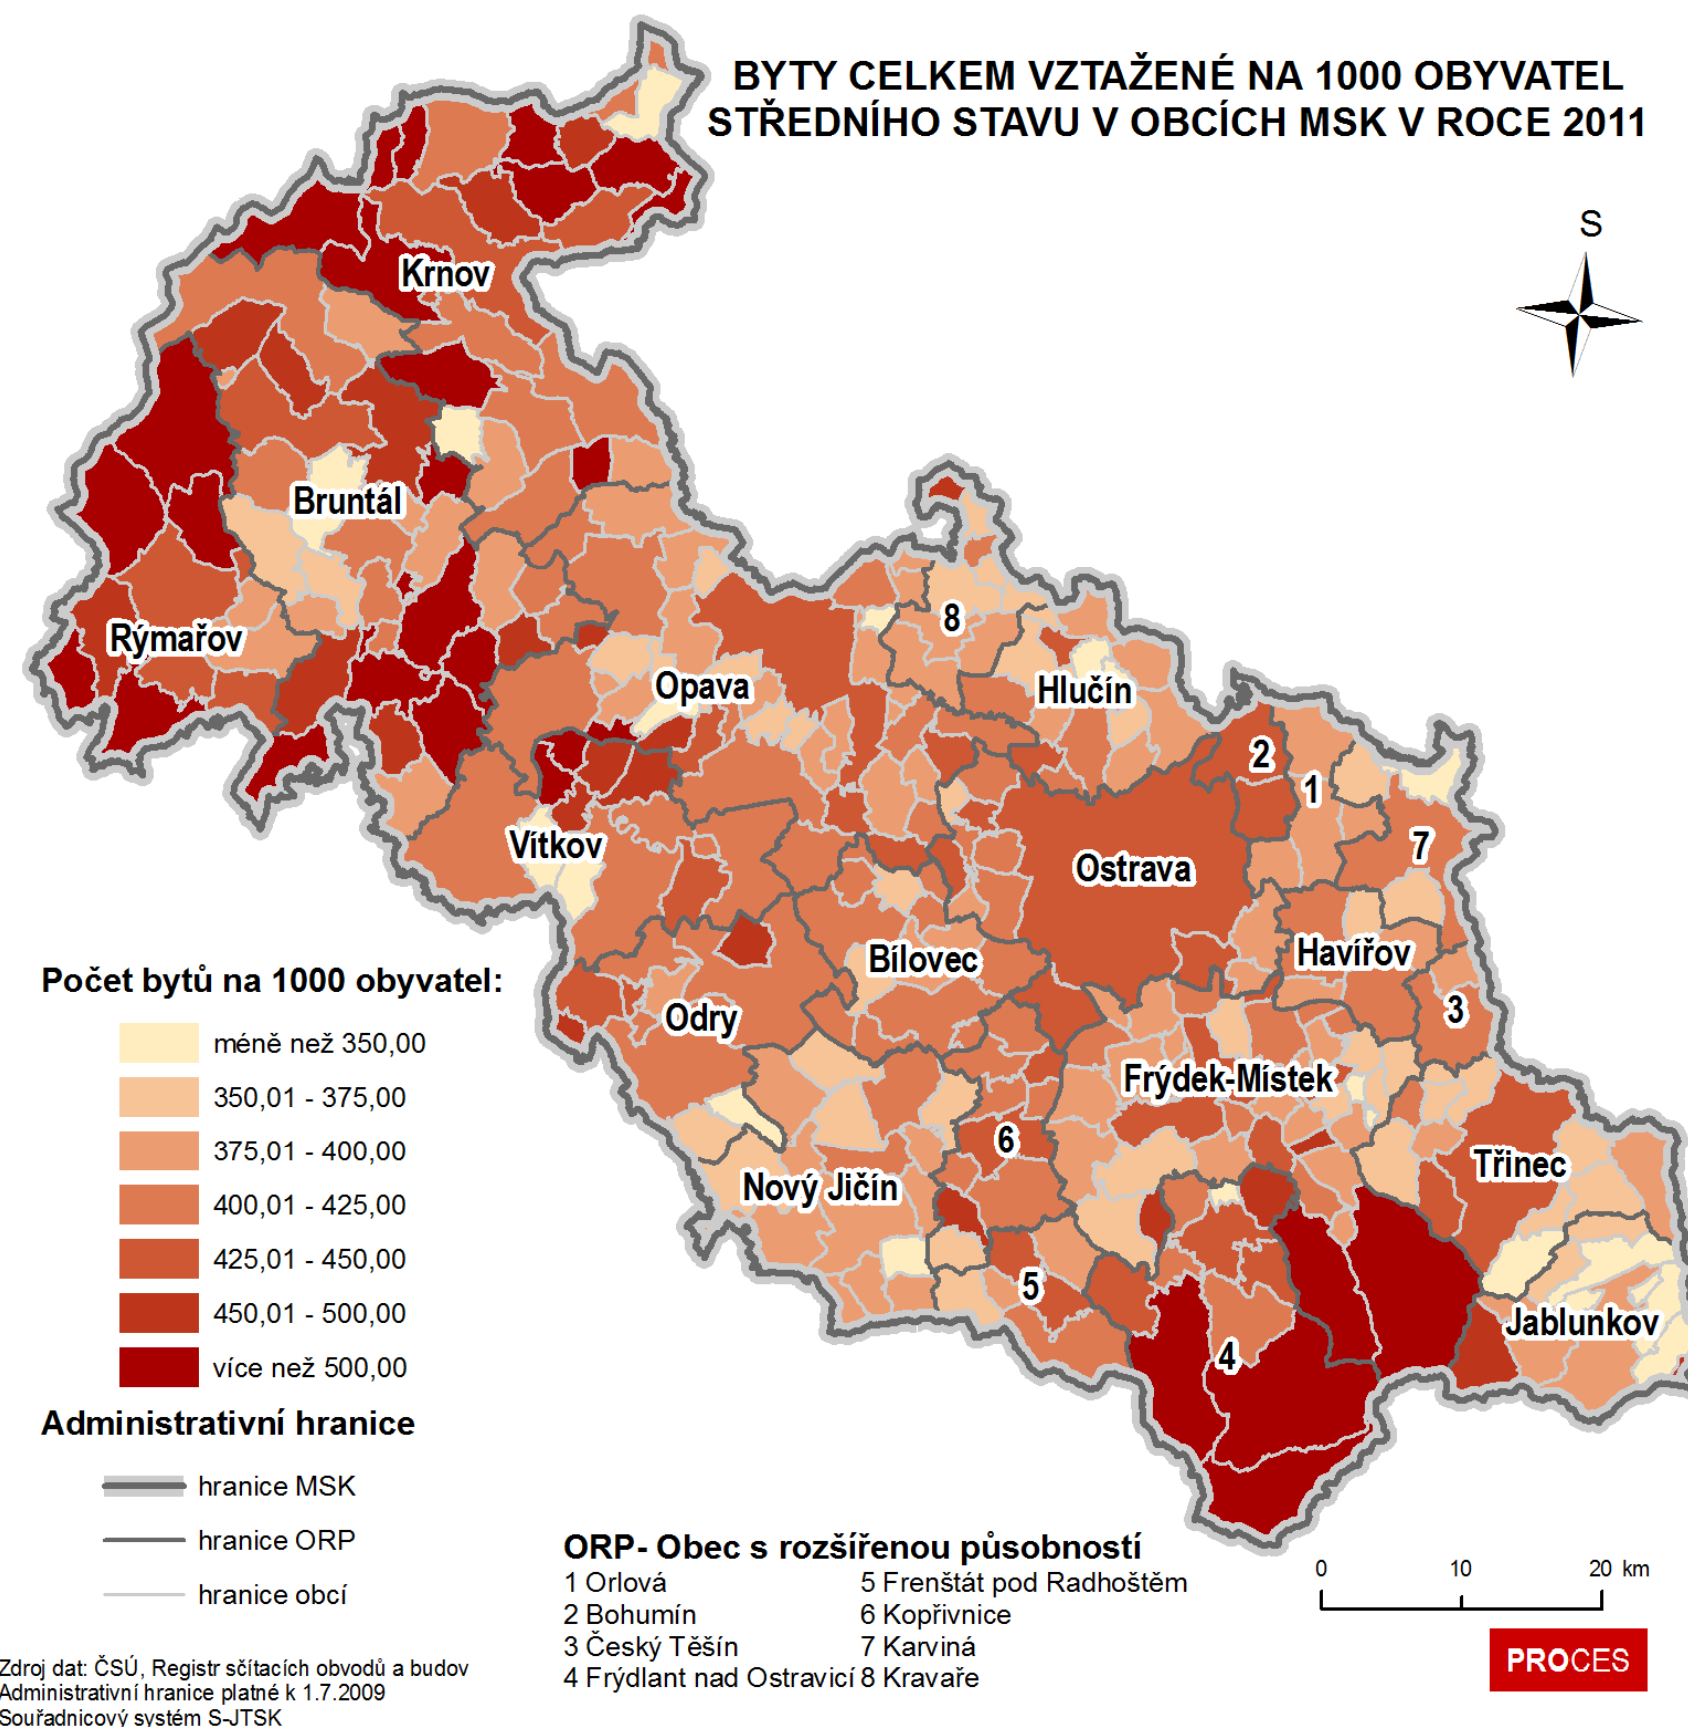 BYTY CELKEM VZTAŽENÉ NA 1000 OBYVATEL
STŘEDNÍHO STAVU V OBCÍCH MSK V ROCE 2011
S
Krnov
Bruntál
Rýmařov
8
Opava
Hlučín
2
1
Vítkov
7
Ostrava
Bílovec
Havířov
Odry
3
Frýdek-Místek
6
Třinec
Nový Jičín
5
Jablunkov
4
Počet bytů na 1000 obyvatel:
méně než 350,00
350,01 - 375,00
375,01 - 400,00
400,01 - 425,00
425,01 - 450,00
450,01 - 500,00
více než 500,00
Administrativní hranice
hranice MSK
hranice ORP
hranice obcí
ORP- Obec s rozšířenou působností
1 Orlová
2 Bohumín
3 Český Těšín
4 Frýdlant nad Ostravicí
5 Frenštát pod Radhoštěm
6 Kopřivnice
7 Karviná
8 Kravaře
0 10 20 km
PROCES
Zdroj dat: ČSÚ, Registr sčítacích obvodů a budov
Administrativní hranice platné k 1.7.2009
Souřadnicový systém S-JTSK